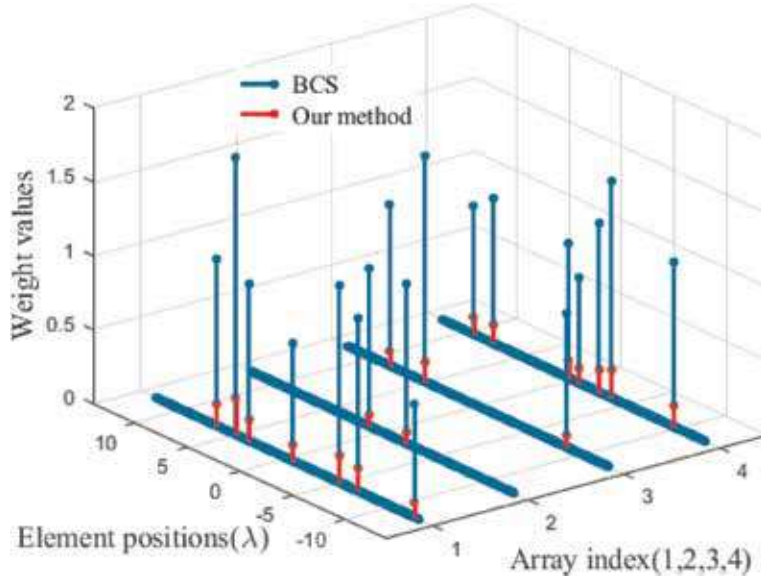 BCS
Our method
2
1.5
1
0.5
0
Weight values
10
5
0
-5
-10
Element positions(λ)
1
2
3
4
Array index(1,2,3,4)